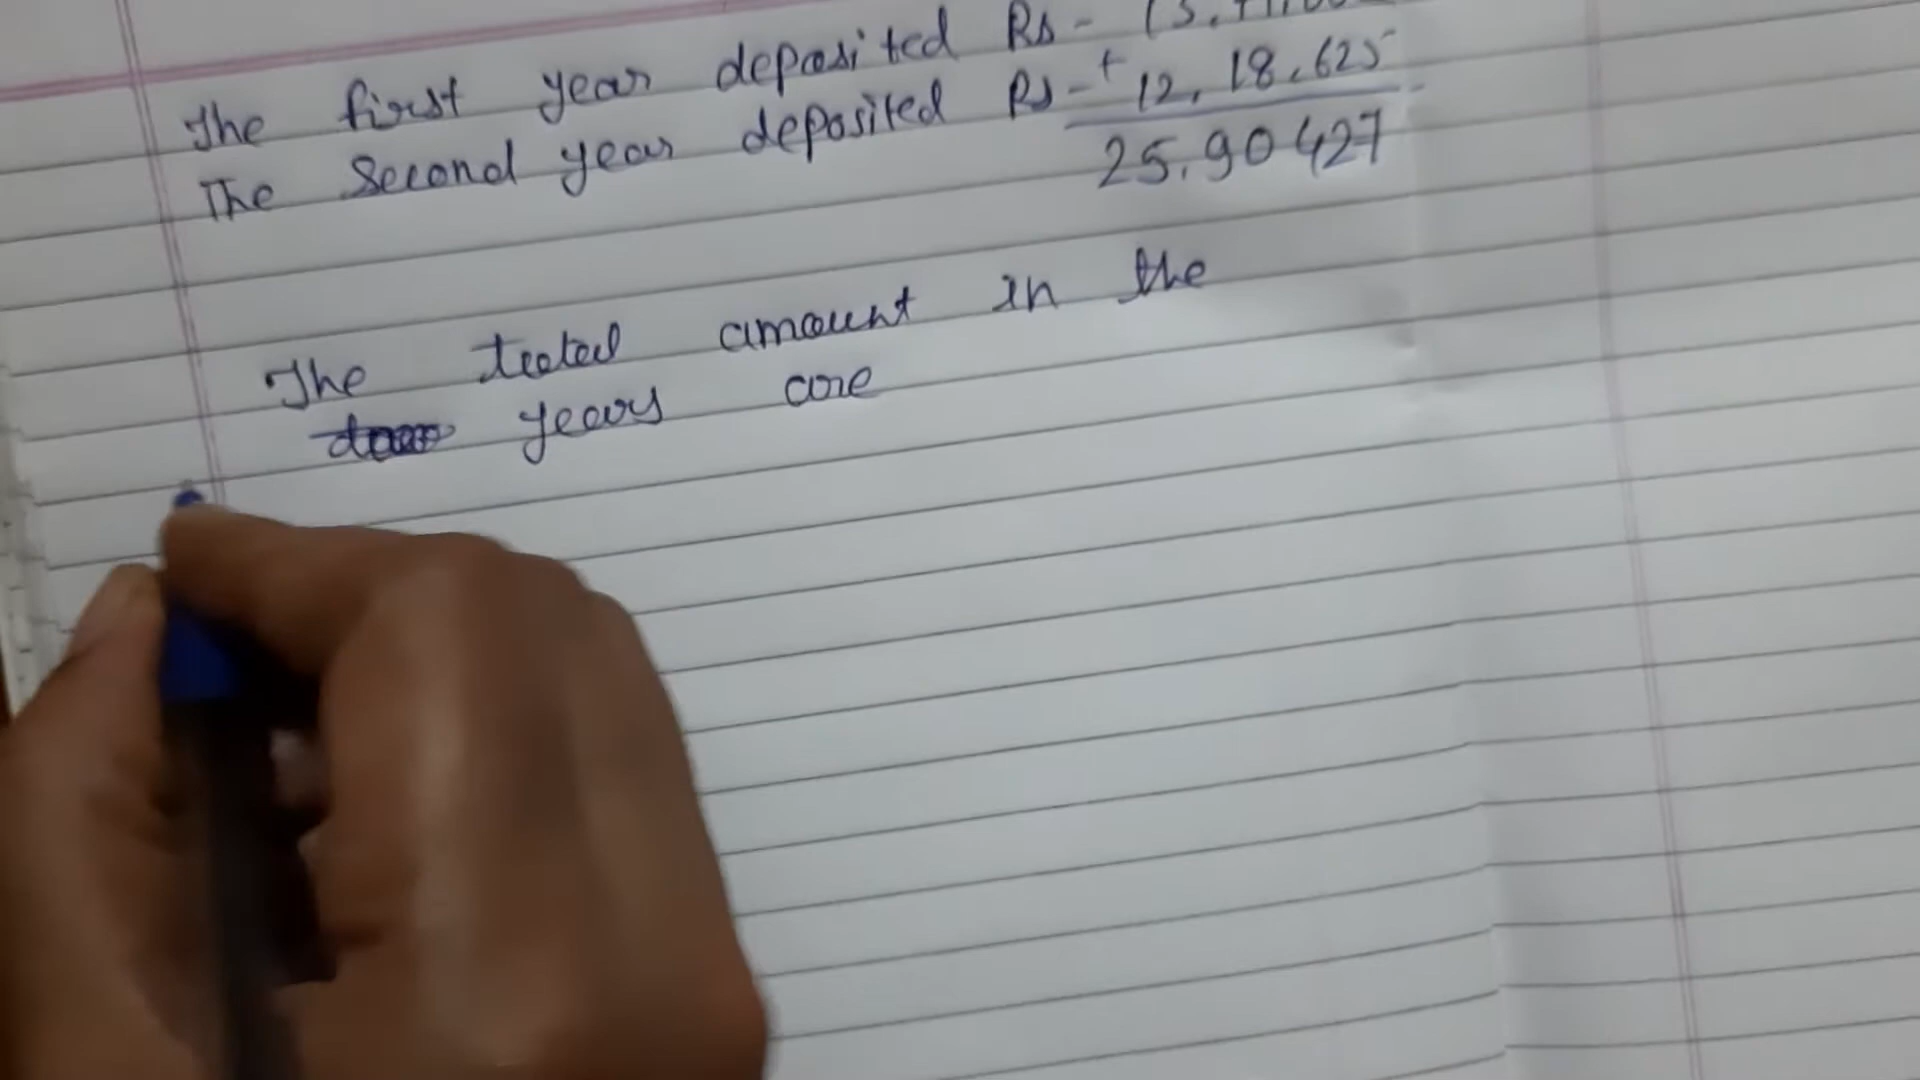 The first year deposited Rs -
The Second year deposited Rs - + 12,18,625
25,90427
The total amount in the
years are